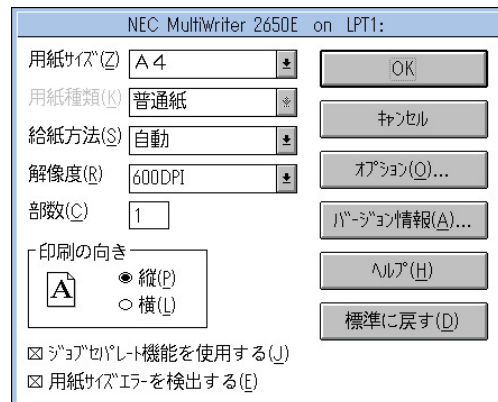 NEC MultiWriter 2650E on LPT1:
用紙ｻｲｽﾞ(Z) A4
用紙種類(K) 普通紙
給紙方法(S) 自動
解像度(R) 600DPI
部数(C) 1
印刷の向き
A
縦(P)
横(L)
ｼﾞｮﾌﾞｾﾊﾟﾚｰﾄ機能を使用する(J)
用紙ｻｲｽﾞｴﾗｰを検出する(E)
OK
ｷｬﾝｾﾙ
ｵﾌﾟｼｮﾝ(O)...
ﾊﾞｰｼﾞｮﾝ情報(A)...
ﾍﾙﾌﾟ(H)
標準に戻す(D)